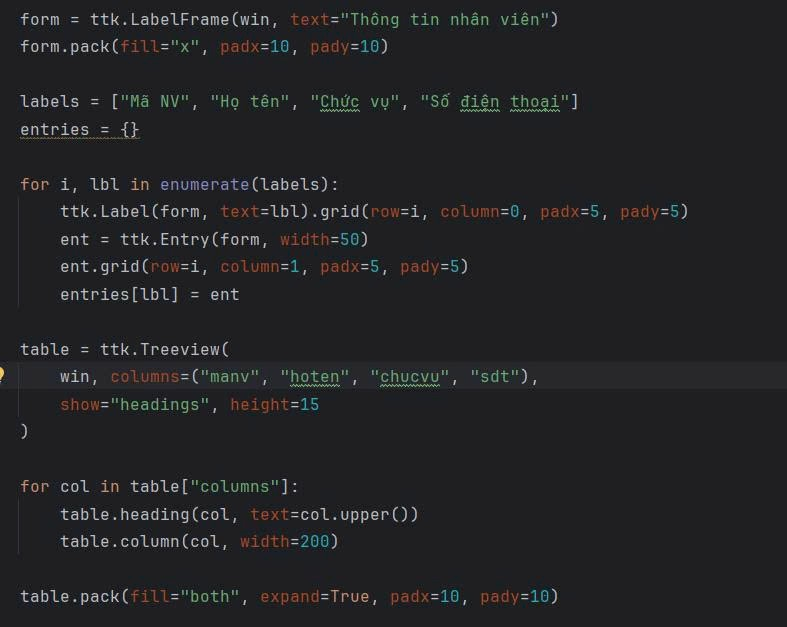 form = ttk.LabelFrame(win, text="Thông tin nhân viên")
form.pack(fill="x", padx=10, pady=10)
labels = ["Mã NV", "Họ tên", "Chức vụ", "Số điện thoại"]
entries = {}
for i, lbl in enumerate(labels):
    ttk.Label(form, text=lbl).grid(row=i, column=0, padx=5, pady=5)
    ent = ttk.Entry(form, width=50)
    ent.grid(row=i, column=1, padx=5, pady=5)
    entries[lbl] = ent
table = ttk.Treeview(
    win, columns=("manv", "hoten", "chucvu", "sdt"),
    show="headings", height=15
)
for col in table["columns"]:
    table.heading(col, text=col.upper())
    table.column(col, width=200)
table.pack(fill="both", expand=True, padx=10, pady=10)